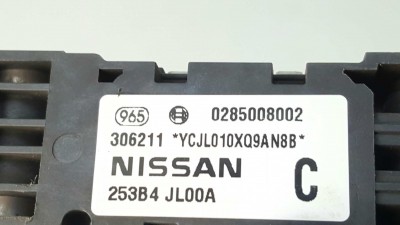 965 0285008002
306211 *YCJL010XQ9AN8B*
NISSAN C
253B4 JL00A